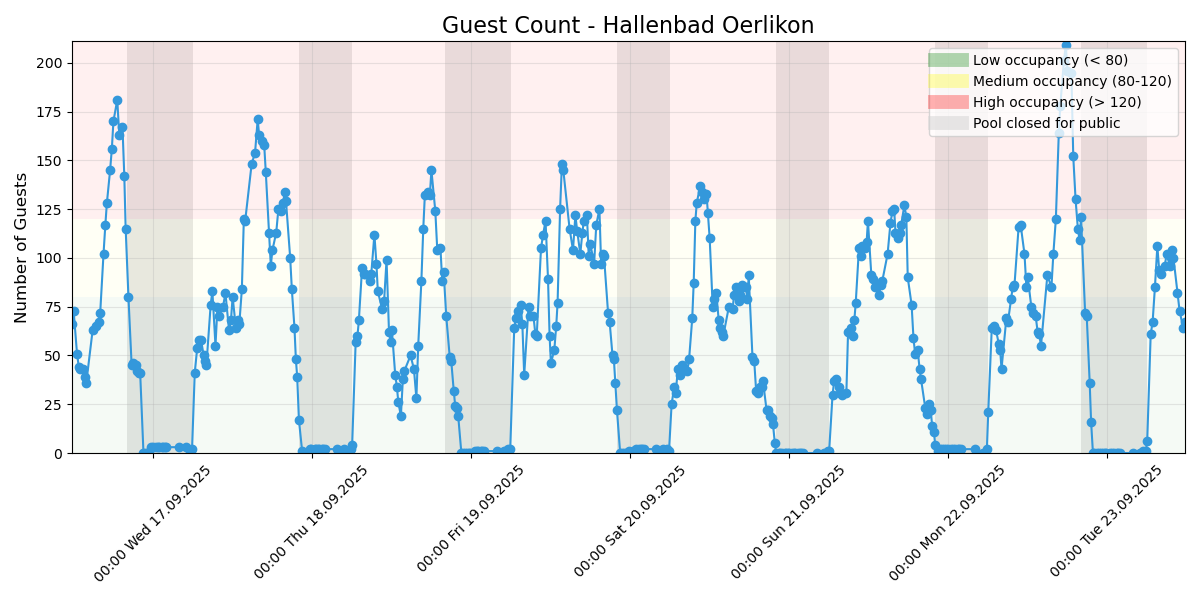 Guest Count - Hallenbad Oerlikon
Number of Guests
200
175
150
125
100
75
50
25
0
Low occupancy (< 80)
Medium occupancy (80-120)
High occupancy (> 120)
Pool closed for public
00:00 Wed 17.09.2025
00:00 Thu 18.09.2025
00:00 Fri 19.09.2025
00:00 Sat 20.09.2025
00:00 Sun 21.09.2025
00:00 Mon 22.09.2025
00:00 Tue 23.09.2025